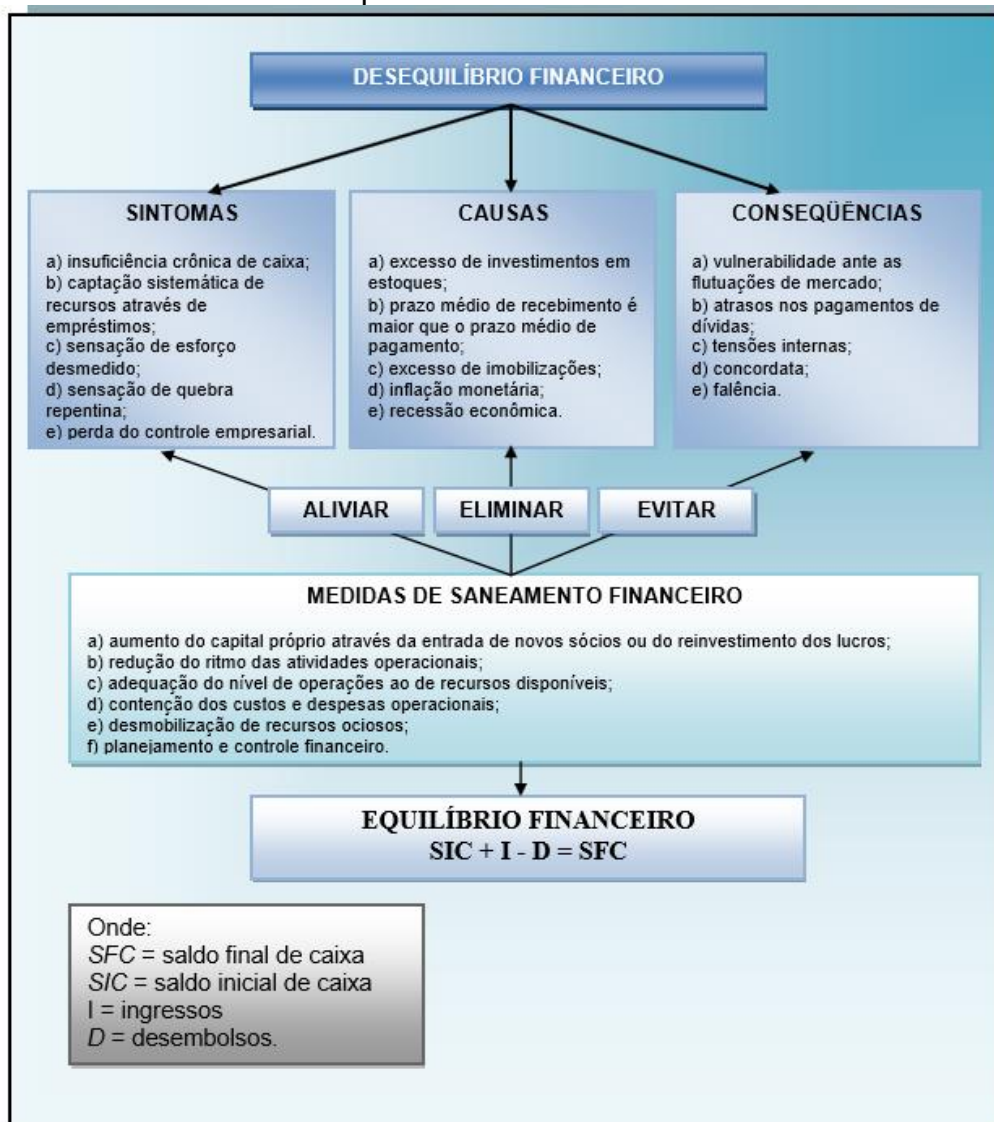 DESEQUILÍBRIO FINANCEIRO
SINTOMAS
a) insuficiência crônica de caixa;
b) captação sistemática de
recursos através de
empréstimos;
c) sensação de esforço
desmedido;
d) sensação de quebra
repentina;
e) perda do controle empresarial.
CAUSAS
a) excesso de investimentos em
estoques;
b) prazo médio de recebimento é
maior que o prazo médio de
pagamento;
c) excesso de imobilizações;
d) inflação monetária;
e) recessão econômica.
CONSEQÜÊNCIAS
a) vulnerabilidade ante as
flutuações de mercado;
b) atrasos nos pagamentos de
dívidas;
c) tensões internas;
d) concordata;
e) falência.
ALIVIAR
ELIMINAR
EVITAR
MEDIDAS DE SANEAMENTO FINANCEIRO
a) aumento do capital próprio através da entrada de novos sócios ou do reinvestimento dos lucros;
b) redução do ritmo das atividades operacionais;
c) adequação do nível de operações ao de recursos disponíveis;
d) contenção dos custos e despesas operacionais;
e) desmobilização de recursos ociosos;
f) planejamento e controle financeiro.
EQUILÍBRIO FINANCEIRO
SIC + I - D = SFC
Onde:
SFC = saldo final de caixa
SIC = saldo inicial de caixa
I = ingressos
D = desembolsos.